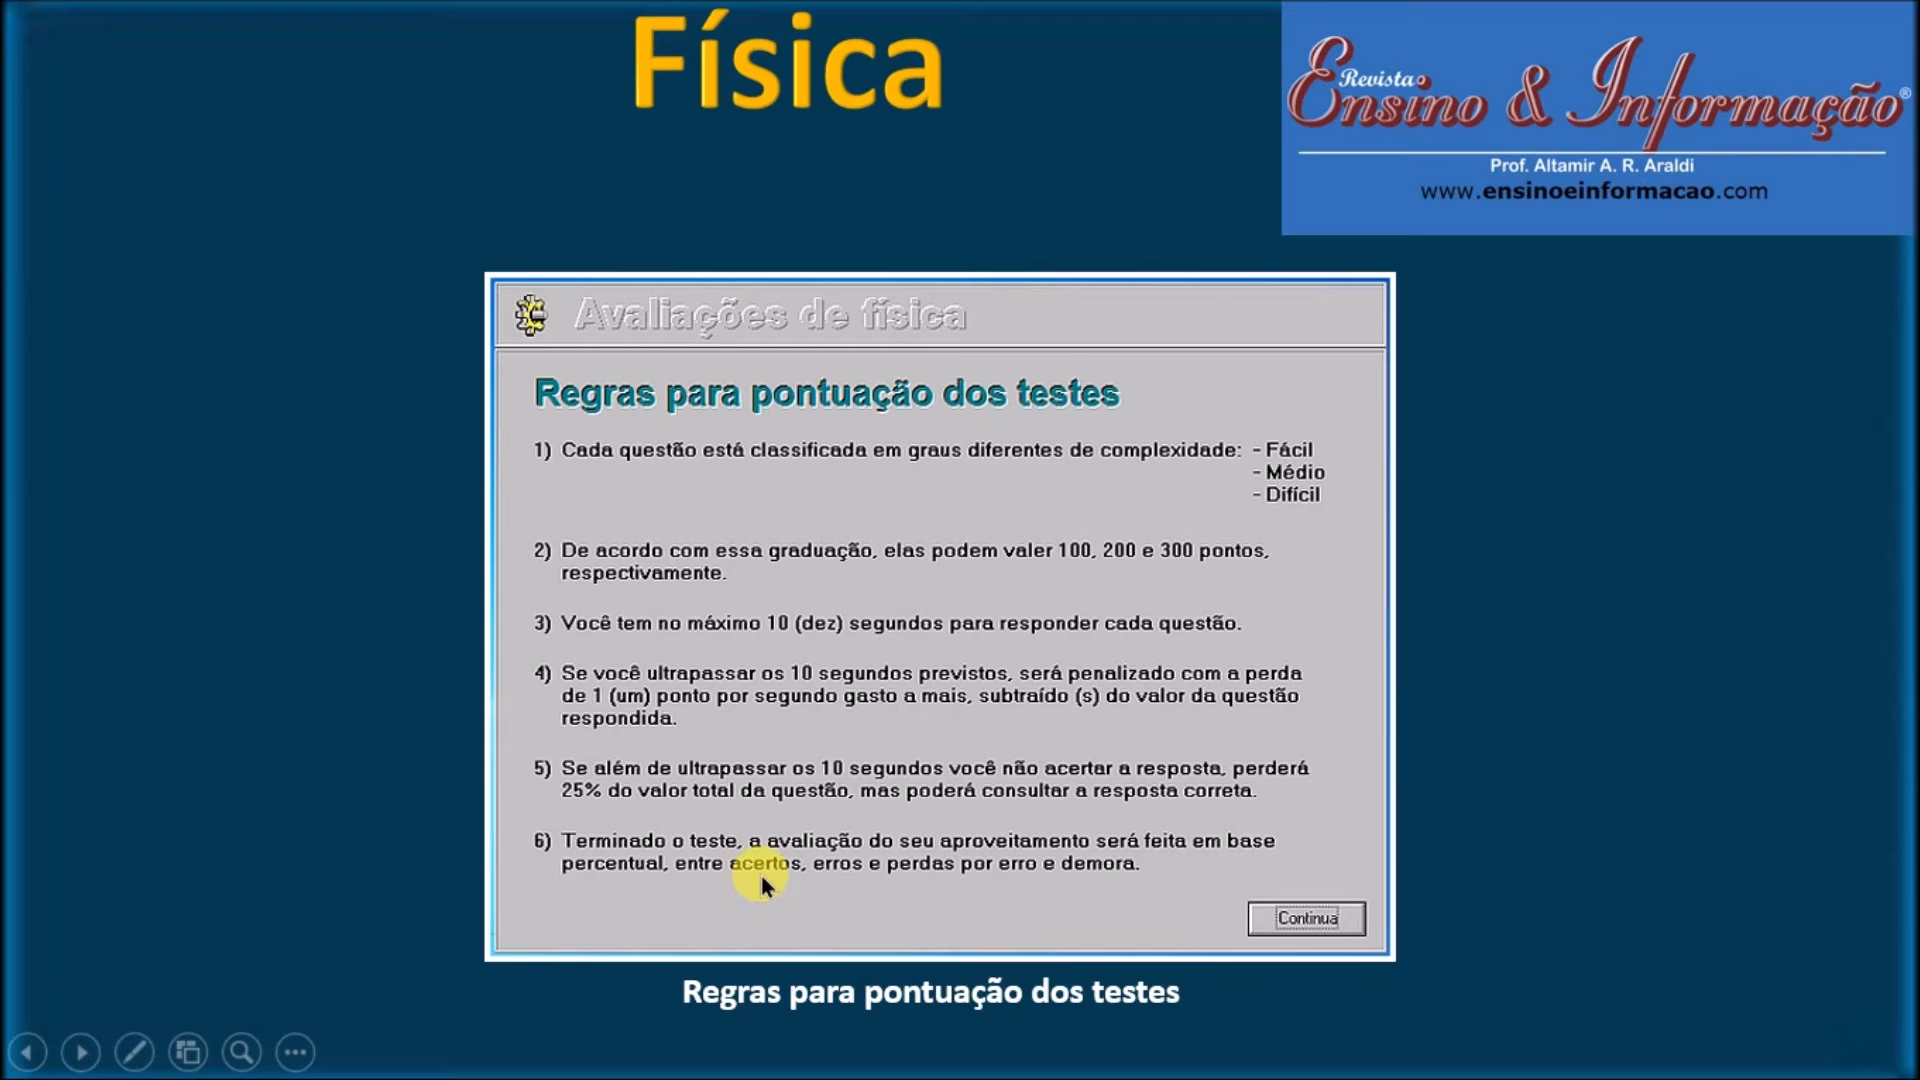 Física
Revista
Ensino & Informação®
Prof. Altamir A. R. Araldi
www.ensinoeinformacao.com
Avaliações de física
Regras para pontuação dos testes
1) Cada questão está classificada em graus diferentes de complexidade: - Fácil
- Médio
- Difícil
2) De acordo com essa graduação, elas podem valer 100, 200 e 300 pontos,
respectivamente.
3) Você tem no máximo 10 (dez) segundos para responder cada questão.
4) Se você ultrapassar os 10 segundos previstos, será penalizado com a perda
de 1 (um) ponto por segundo gasto a mais, subtraído (s) do valor da questão
respondida.
5) Se além de ultrapassar os 10 segundos você não acertar a resposta, perderá
25% do valor total da questão, mas poderá consultar a resposta correta.
6) Terminado o teste, a avaliação do seu aproveitamento será feita em base
percentual, entre acertos, erros e perdas por erro e demora.
Continua
Regras para pontuação dos testes